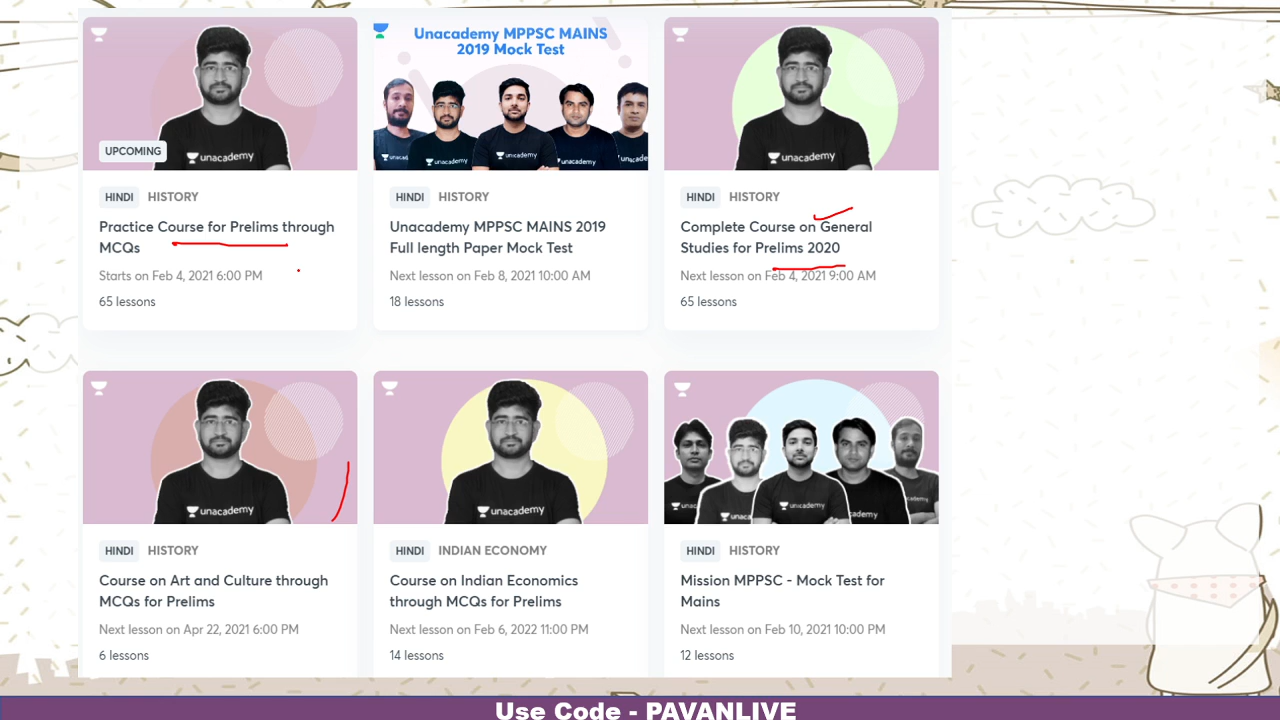 Unacademy MPPSC MAINS
2019 Mock Test
unacademy
UPCOMING
unacademy
unacademy
unacademy
HINDI HISTORY
Practice Course for Prelims through
MCQs
Starts on Feb 4, 2021 6:00 PM
65 lessons
HINDI HISTORY
Unacademy MPPSC MAINS 2019
Full length Paper Mock Test
Next lesson on Feb 8, 2021 10:00 AM
18 lessons
HINDI HISTORY
Complete Course on General
Studies for Prelims 2020
Next lesson on Feb 4, 2021 9:00 AM
65 lessons
unacademy
unacademy
unacademy
HINDI HISTORY
Course on Art and Culture through
MCQs for Prelims
Next lesson on Apr 22, 2021 6:00 PM
6 lessons
HINDI INDIAN ECONOMY
Course on Indian Economics
through MCQs for Prelims
Next lesson on Feb 6, 2022 11:00 PM
14 lessons
HINDI HISTORY
Mission MPPSC - Mock Test for
Mains
Next lesson on Feb 10, 2021 10:00 PM
12 lessons
Use Code - PAVANLIVE